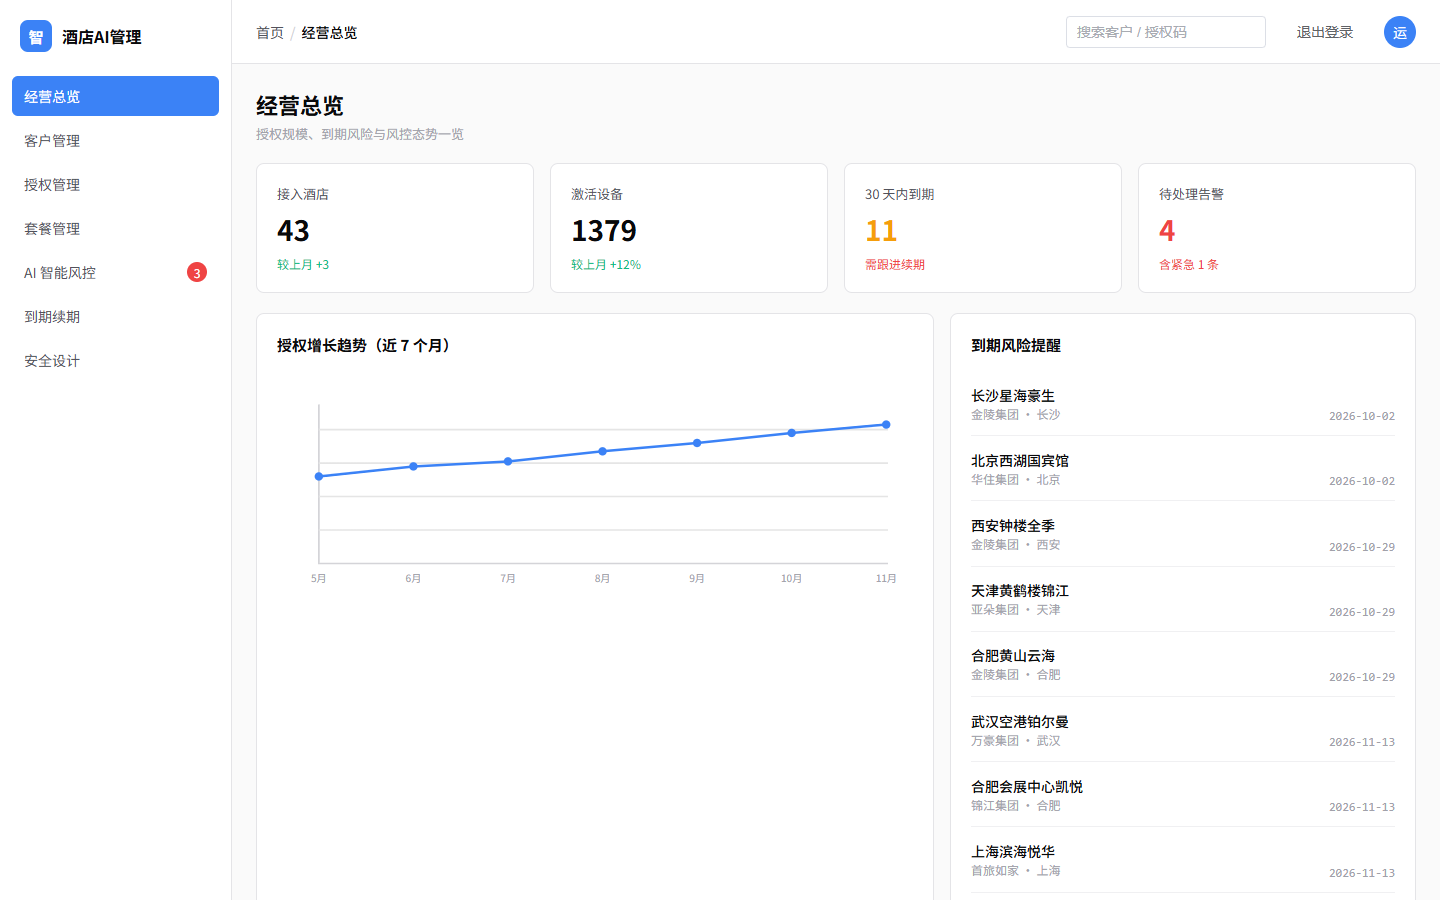 智 酒店AI管理
经营总览
客户管理
授权管理
套餐管理
AI 智能风控 3
到期续期
安全设计
首页 / 经营总览
搜索客户 / 授权码
退出登录
运
经营总览
授权规模、到期风险与风控态势一览
接入酒店
43
较上月 +3
激活设备
1379
较上月 +12%
30 天内到期
11
需跟进续期
待处理告警
4
含紧急 1 条
授权增长趋势（近 7 个月）
5月 6月 7月 8月 9月 10月 11月
到期风险提醒
长沙星海豪生
金陵集团 • 长沙 2026-10-02
北京西湖国宾馆
华住集团 • 北京 2026-10-02
西安钟楼全季
金陵集团 • 西安 2026-10-29
天津黄鹤楼锦江
亚朵集团 • 天津 2026-10-29
合肥黄山云海
金陵集团 • 合肥 2026-10-29
武汉空港铂尔曼
万豪集团 • 武汉 2026-11-13
合肥会展中心凯悦
锦江集团 • 合肥 2026-11-13
上海滨海悦华
首旅如家 • 上海 2026-11-13